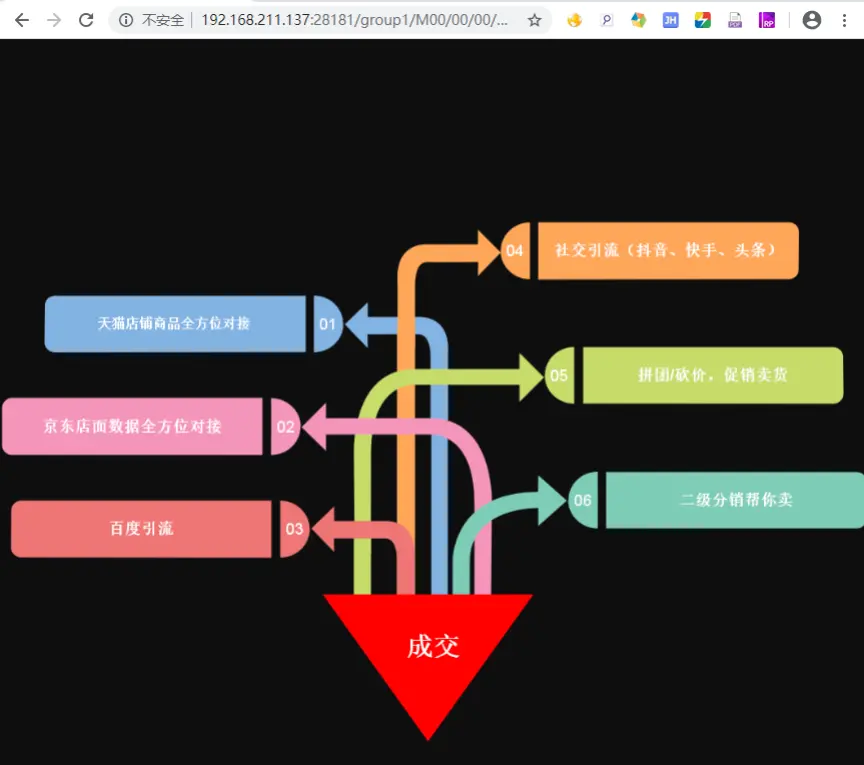 不安全
192.168.211.137:28181/group1/M00/00/00/...
JH
PDF
RP
04
社交引流（抖音、快手、头条）
天猫店铺商品全方位对接
01
05
拼团/砍价，促销卖货
京东店面数据全方位对接
02
06
二级分销帮你卖
百度引流
03
成交